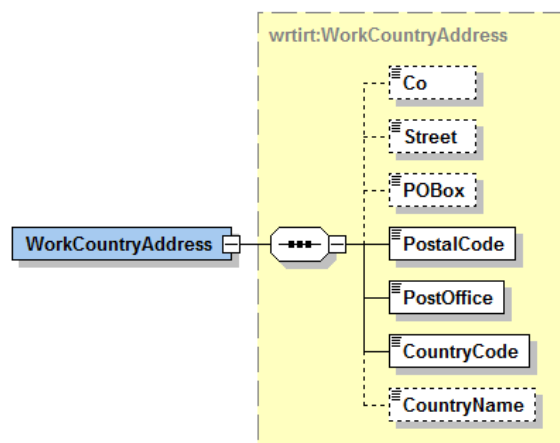 wrtirt:WorkCountryAddress
Co
Street
POBox
WorkCountryAddress
PostalCode
PostOffice
CountryCode
CountryName